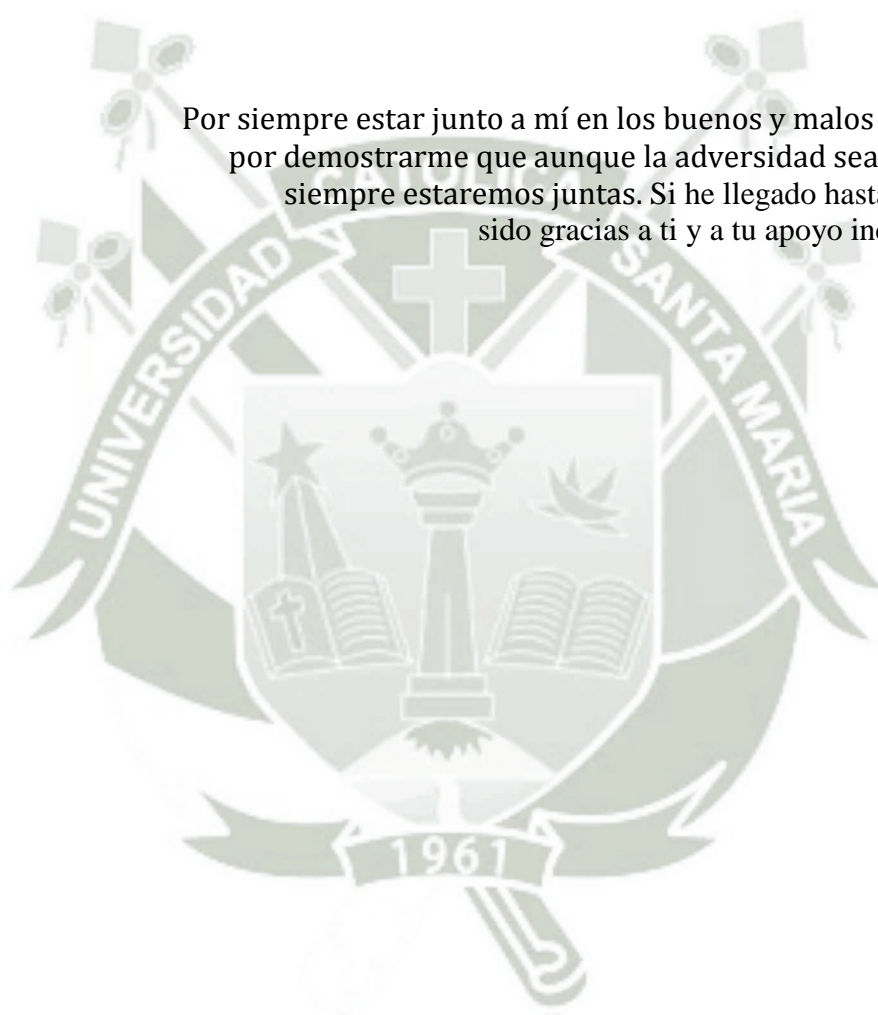 Por siempre estar junto a mí en los buenos y malos
por demostrarme que aunque la adversidad sea
CATOLICA
siempre estaremos juntas. Si he llegado hasta
sido gracias a ti y a tu apoyo
UNIVERSIDAD
SANTA MARIA
1961